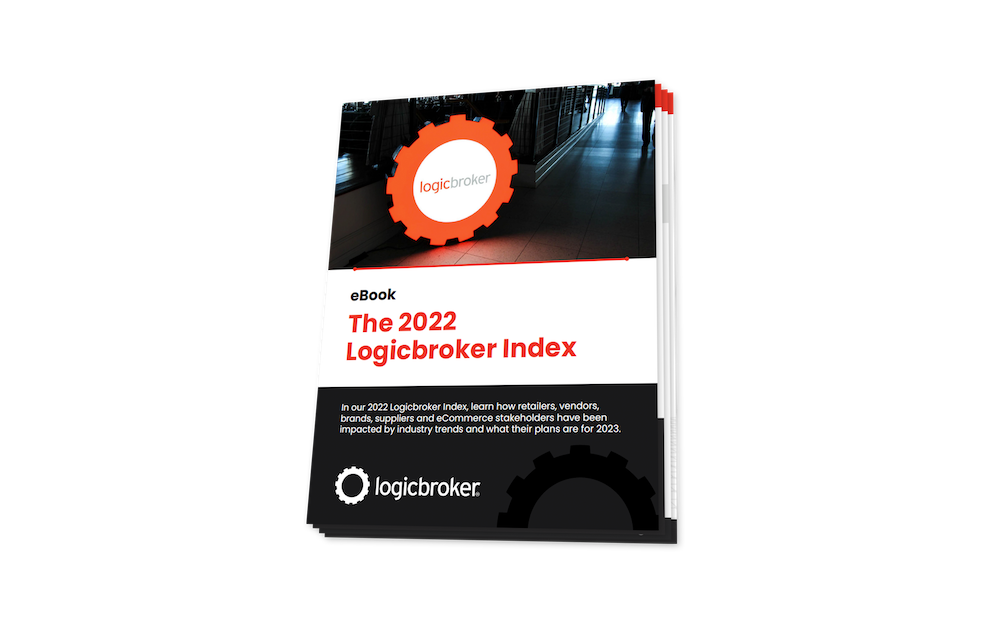 logicbroker
eBook
The 2022
Logicbroker Index
In our 2022 Logicbroker Index, learn how retailers, vendors,
brands, suppliers and eCommerce stakeholders have been
impacted by industry trends and what their plans are for 2023.
logicbroker®